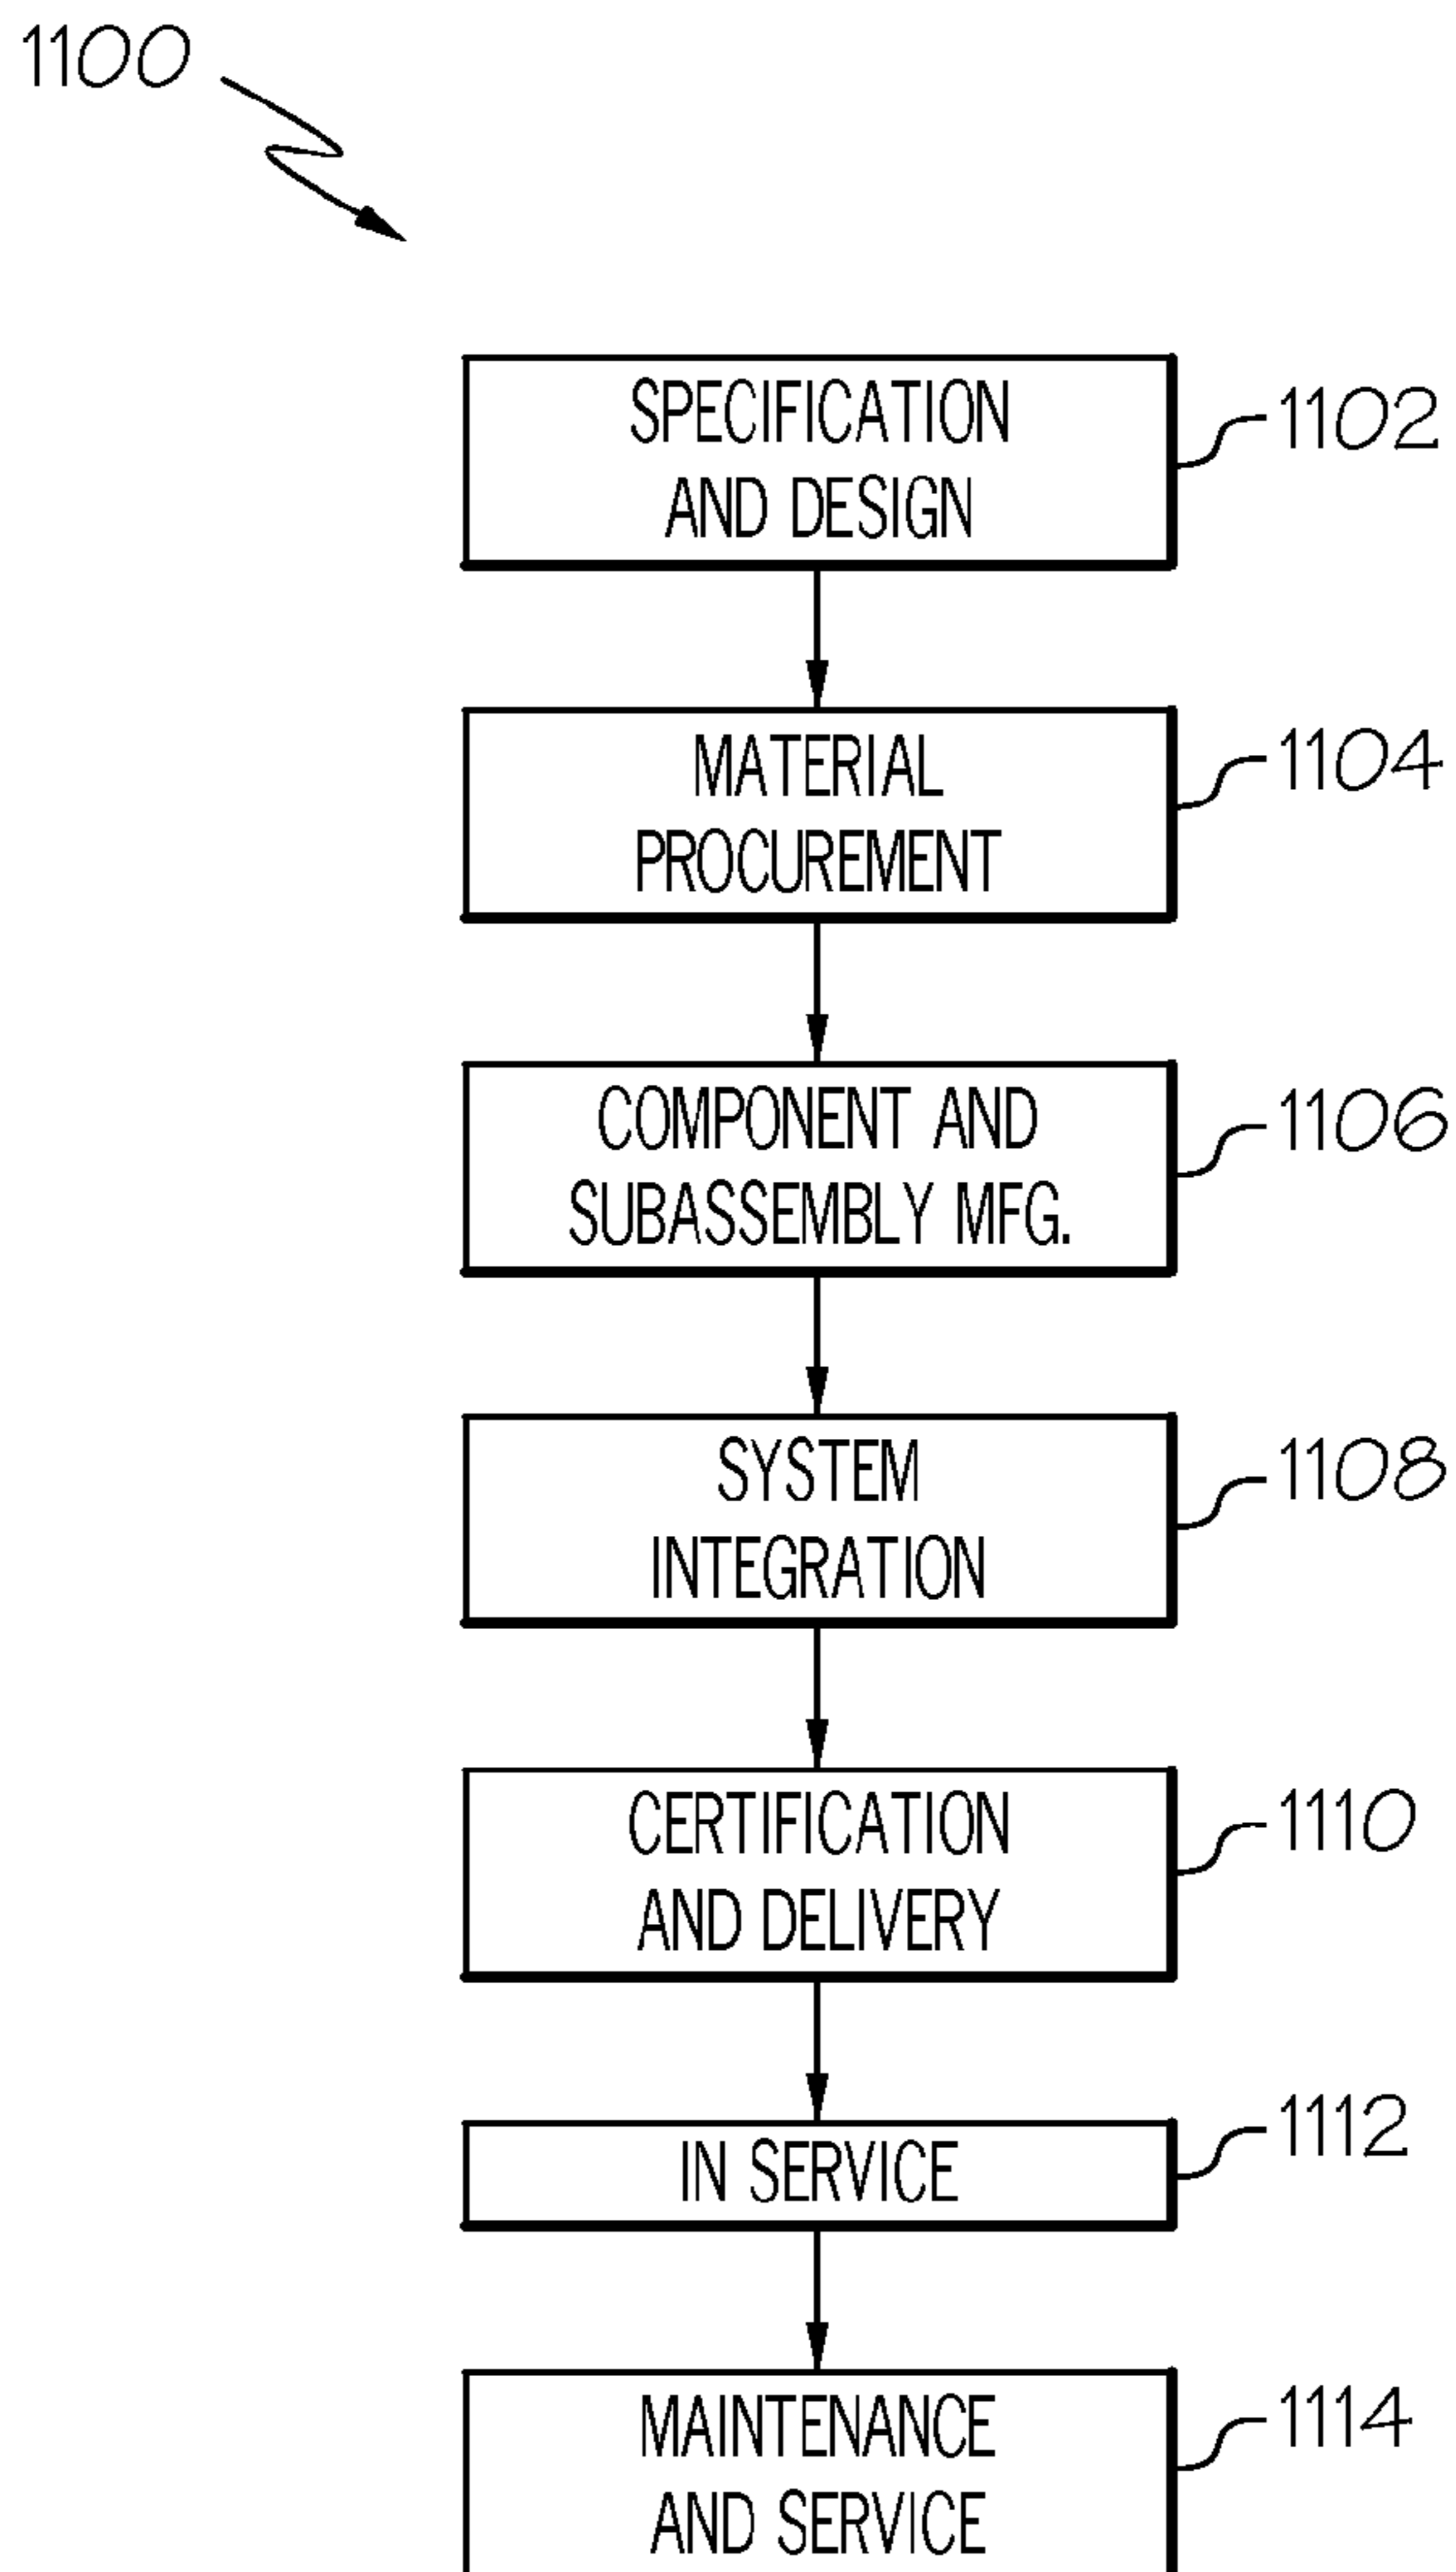 1100
SPECIFICATION
AND DESIGN
1102
MATERIAL
PROCUREMENT
1104
COMPONENT AND
SUBASSEMBLY MFG.
1106
SYSTEM
INTEGRATION
1108
CERTIFICATION
AND DELIVERY
1110
IN SERVICE
1112
MAINTENANCE
AND SERVICE
1114